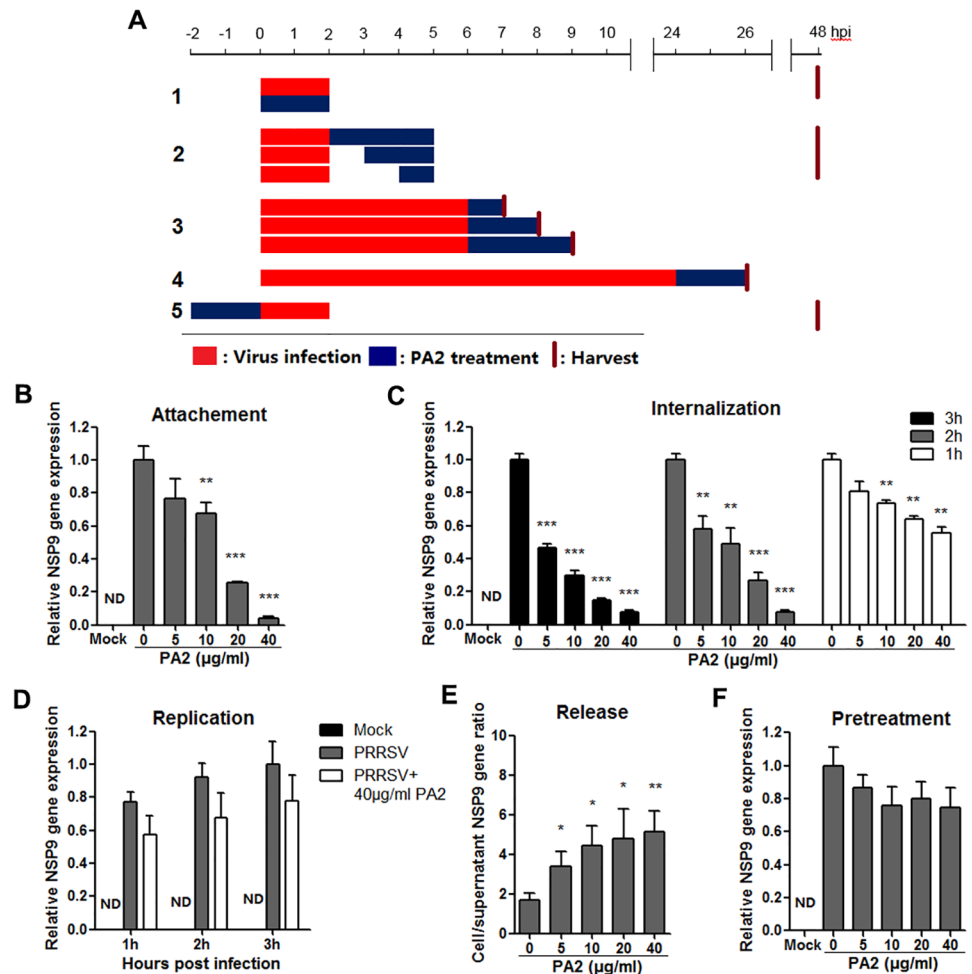 A
-2 -1 0 1 2 3 4 5 6 7 8 9 10 24 26 48 hpi
1
2
3
4
5
: Virus infection : PA2 treatment : Harvest
B
Attachement
Relative NSP9 gene expression
1.2
1.0
0.8
0.6
0.4
0.2
0.0
ND
** *** ***
Mock 0 5 10 20 40
PA2 (µg/ml)
C
Internalization
3h
2h
1h
Relative NSP9 gene expression
1.2
1.0
0.8
0.6
0.4
0.2
0.0
ND
*** *** *** *** ** ** *** *** ** ** **
Mock 0 5 10 20 40 0 5 10 20 40 0 5 10 20 40
PA2 (µg/ml)
D
Replication
Mock
PRRSV
PRRSV+
40µg/ml PA2
Relative NSP9 gene expression
1.2
1.0
0.8
0.6
0.4
0.2
0.0
ND ND ND
1h 2h 3h
Hours post infection
E
Release
Cell/supernatant NSP9 gene ratio
10
8
6
4
2
0
* * * **
0 5 10 20 40
PA2 (µg/ml)
F
Pretreatment
Relative NSP9 gene expression
1.2
1.0
0.8
0.6
0.4
0.2
0.0
ND
Mock 0 5 10 20 40
PA2 (µg/ml)